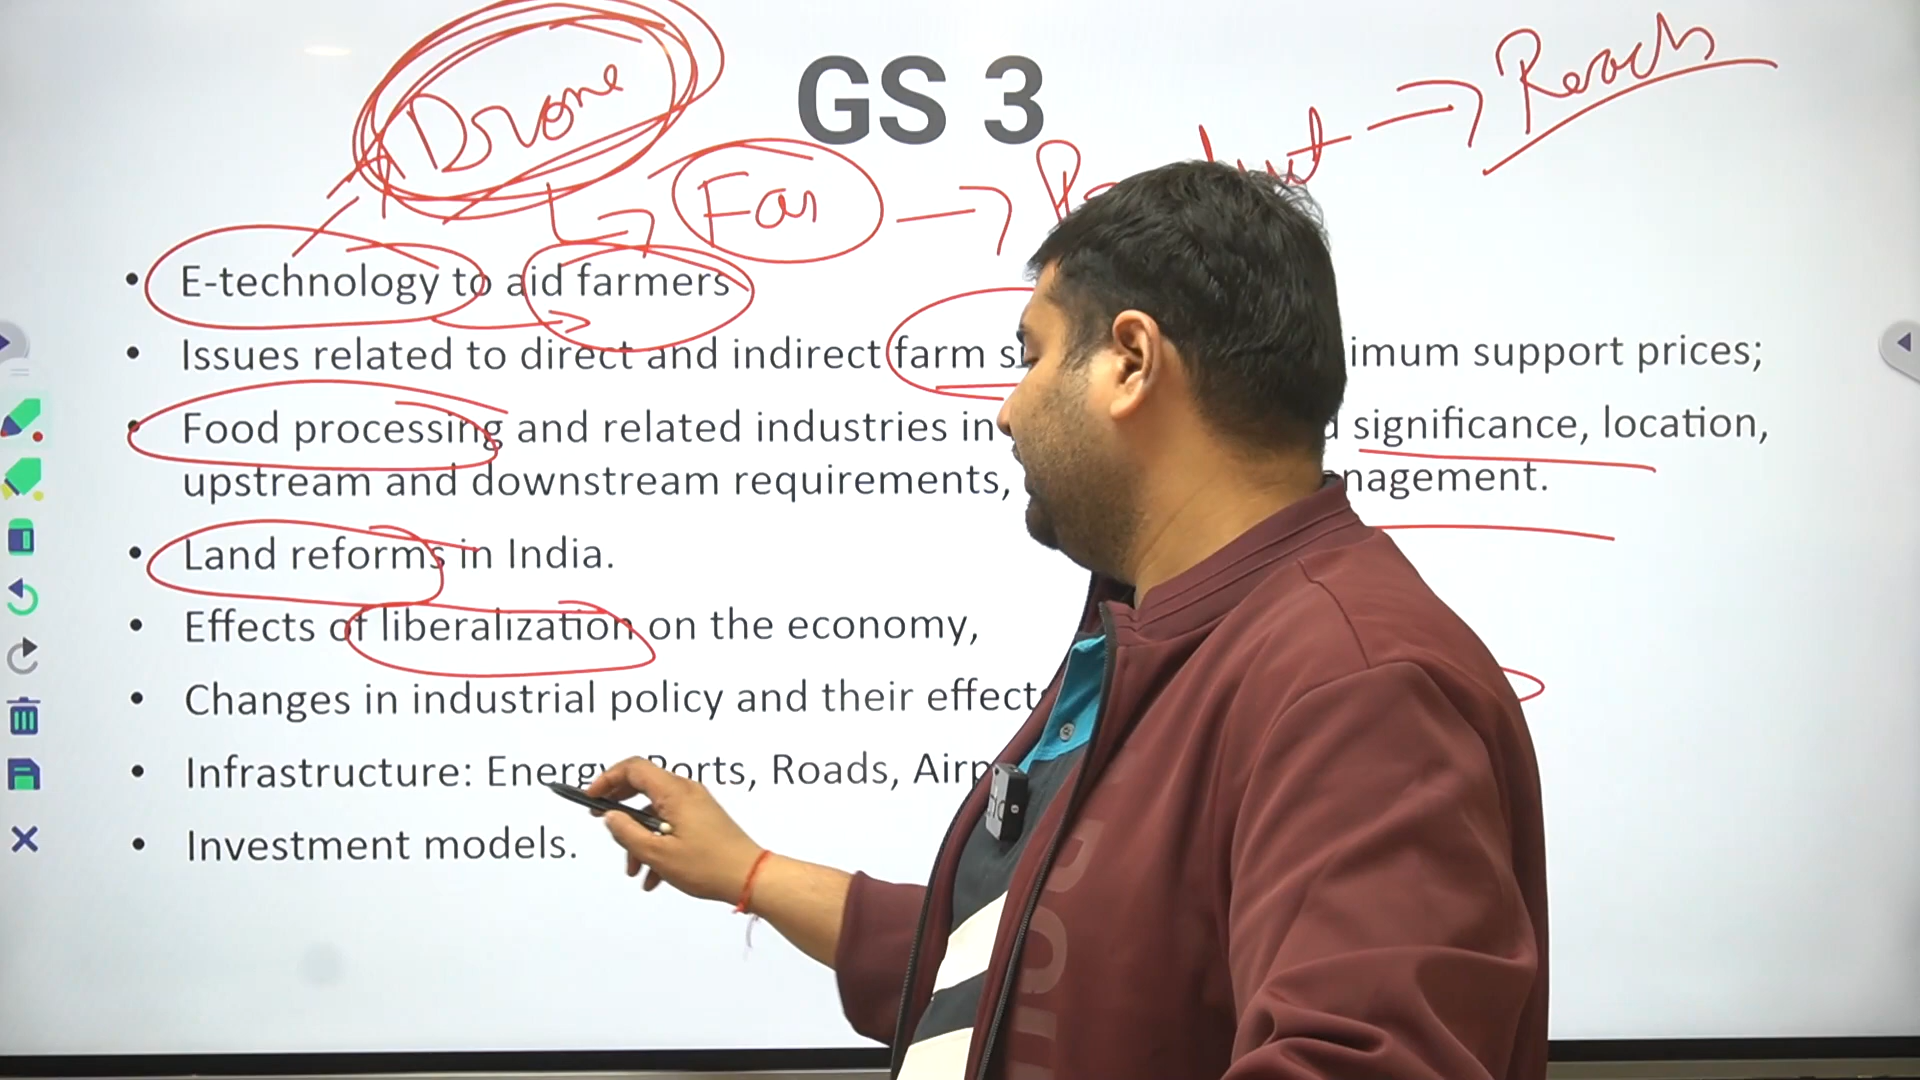 GS 3
Drone
Reach
Far
• E-technology to aid farmers
• Issues related to direct and indirect farm imum support prices;
• Food processing and related industries in significance, location,
upstream and downstream requirements, nagement.
• Land reforms in India.
• Effects of liberalization on the economy,
• Changes in industrial policy and their effect
• Infrastructure: Energy, Ports, Roads, Airp
• Investment models.